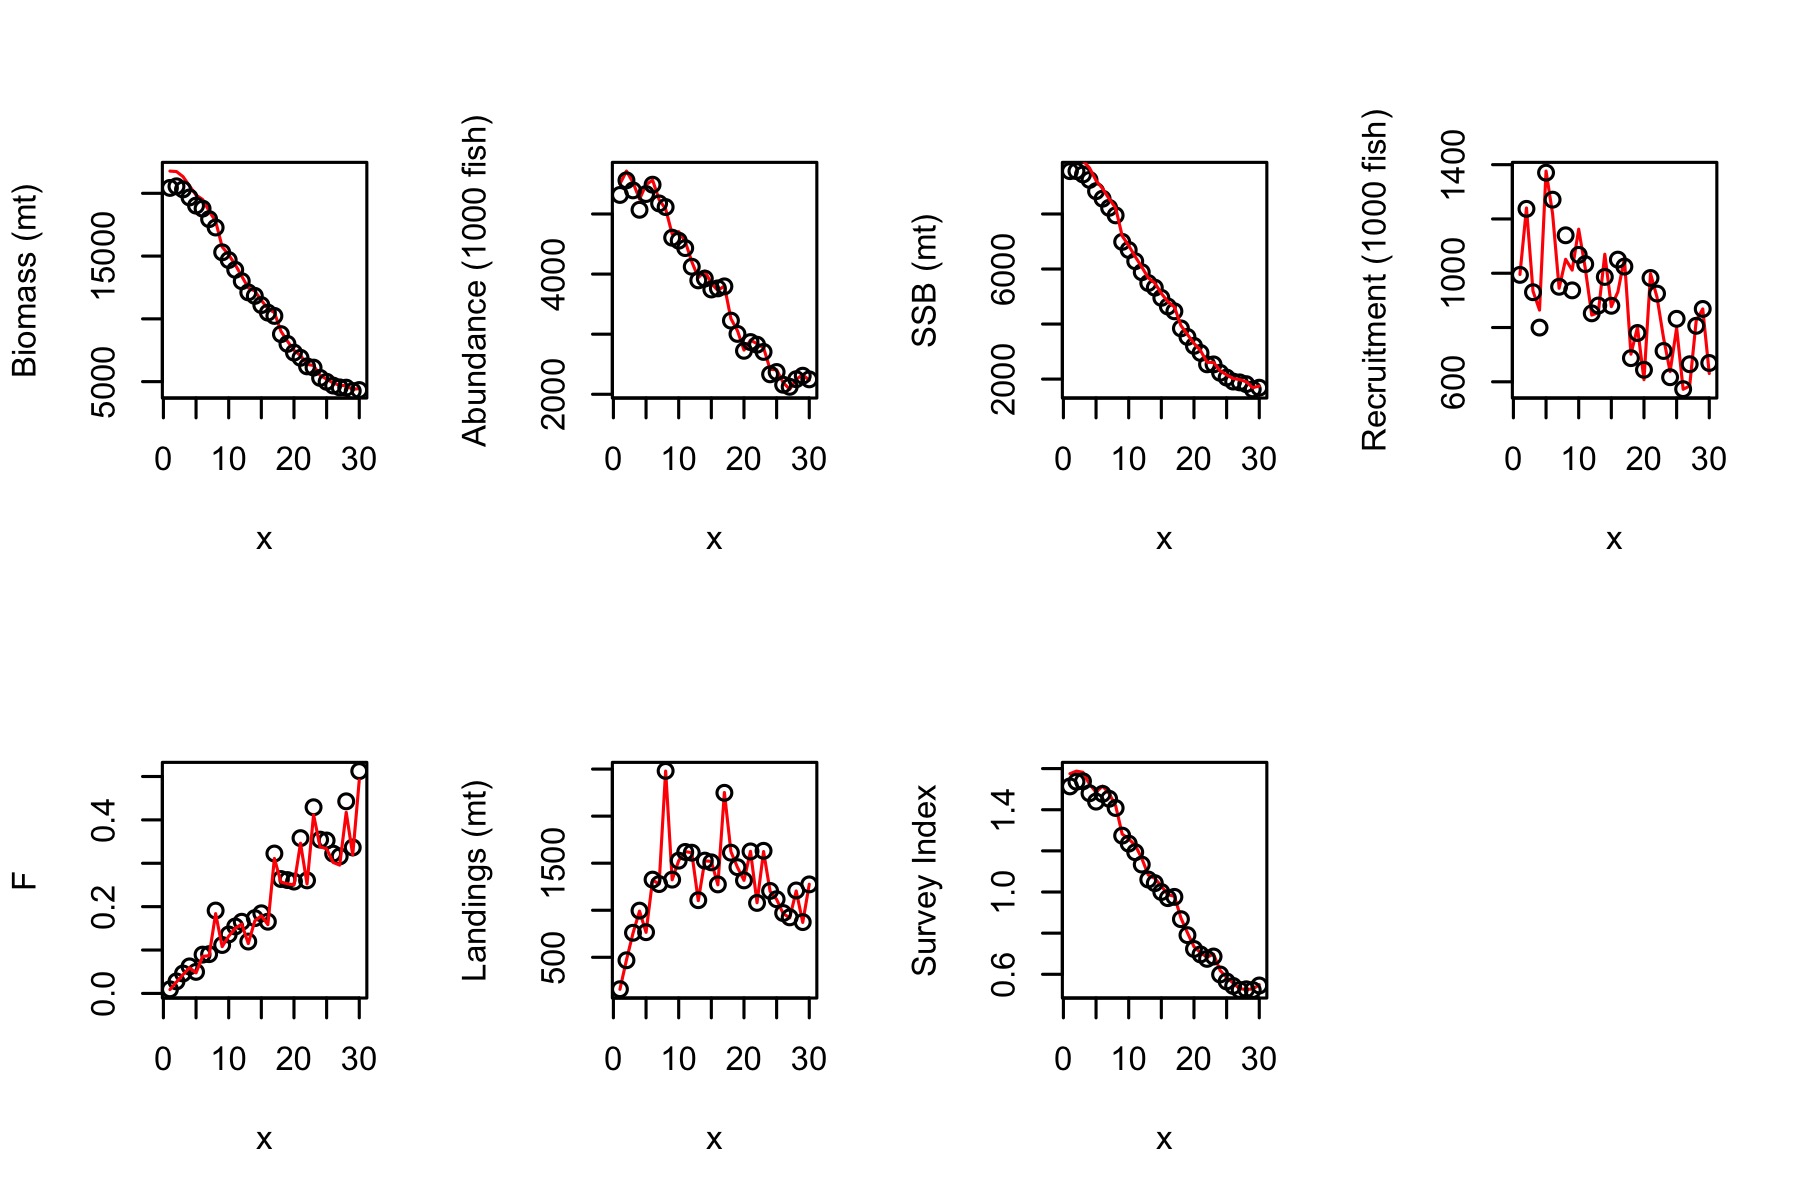 Biomass (mt)
5000 15000
0 10 20 30
x
Abundance (1000 fish)
2000 4000
0 10 20 30
x
SSB (mt)
2000 6000
0 10 20 30
x
Recruitment (1000 fish)
600 1000 1400
0 10 20 30
x
F
0.0 0.2 0.4
0 10 20 30
x
Landings (mt)
500 1500
0 10 20 30
x
Survey Index
0.6 1.0 1.4
0 10 20 30
x